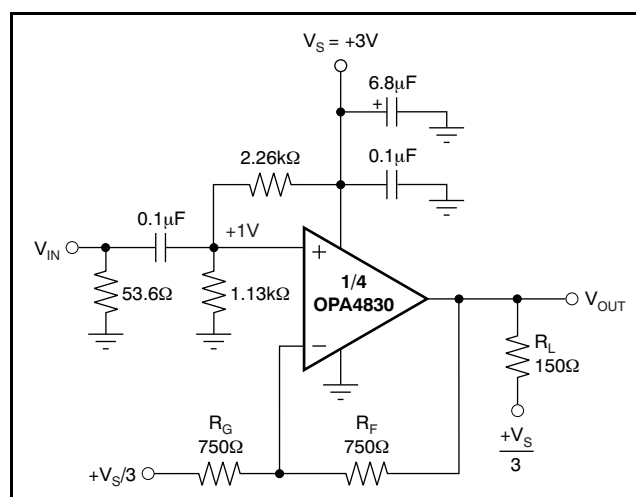 V_S = +3V
6.8µF
+
2.26kΩ
0.1µF
0.1µF
+1V
V_IN
+
1/4
OPA4830
53.6Ω
1.13kΩ
V_OUT
−
R_L
150Ω
R_G
750Ω
R_F
750Ω
+V_S/3
+V_S
3